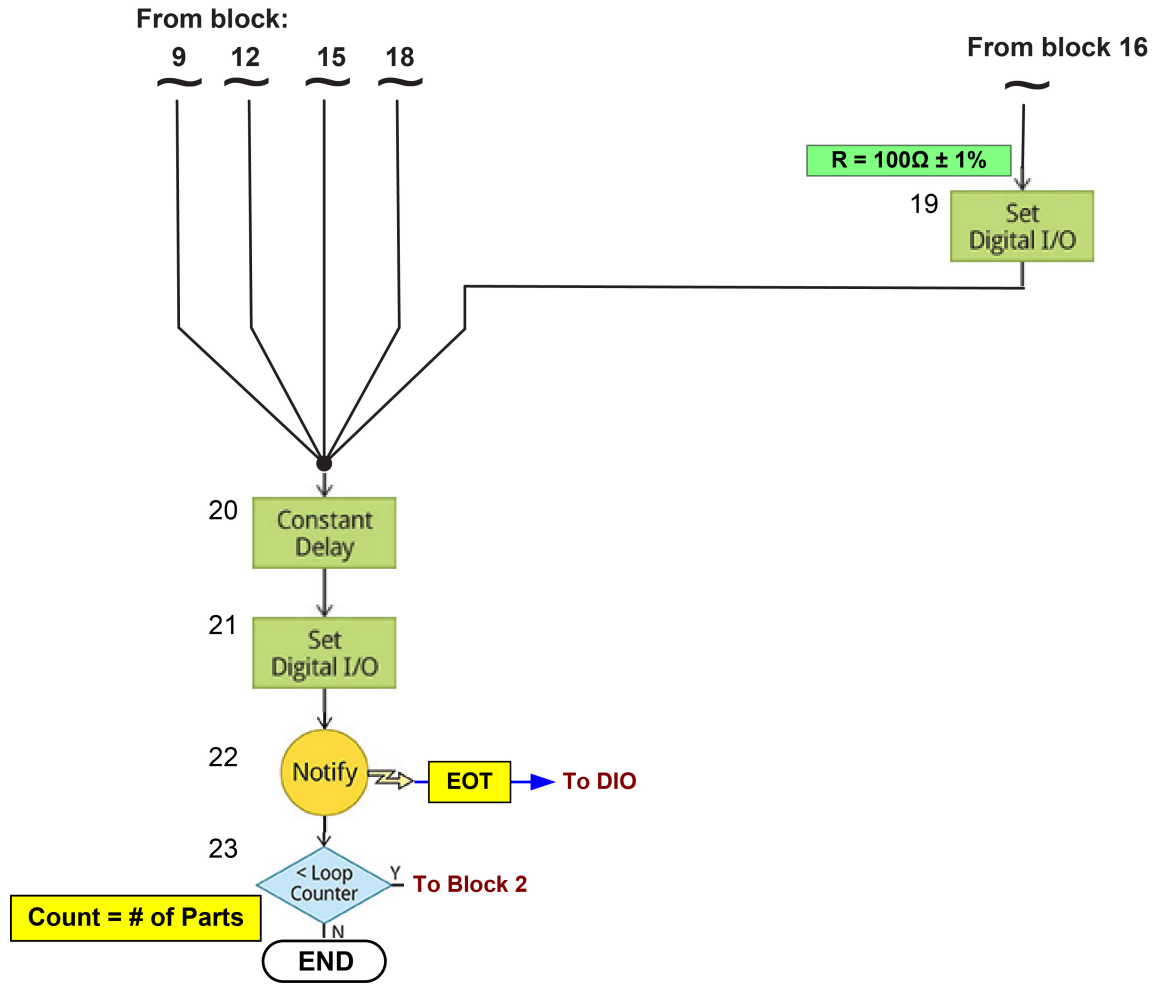 From block:
9 12 15 18
From block 16
R = 100Ω ± 1%
19
Set
Digital I/O
20
Constant
Delay
21
Set
Digital I/O
22
Notify
EOT
To DIO
23
< Loop
Counter
Y
To Block 2
Count = # of Parts
N
END